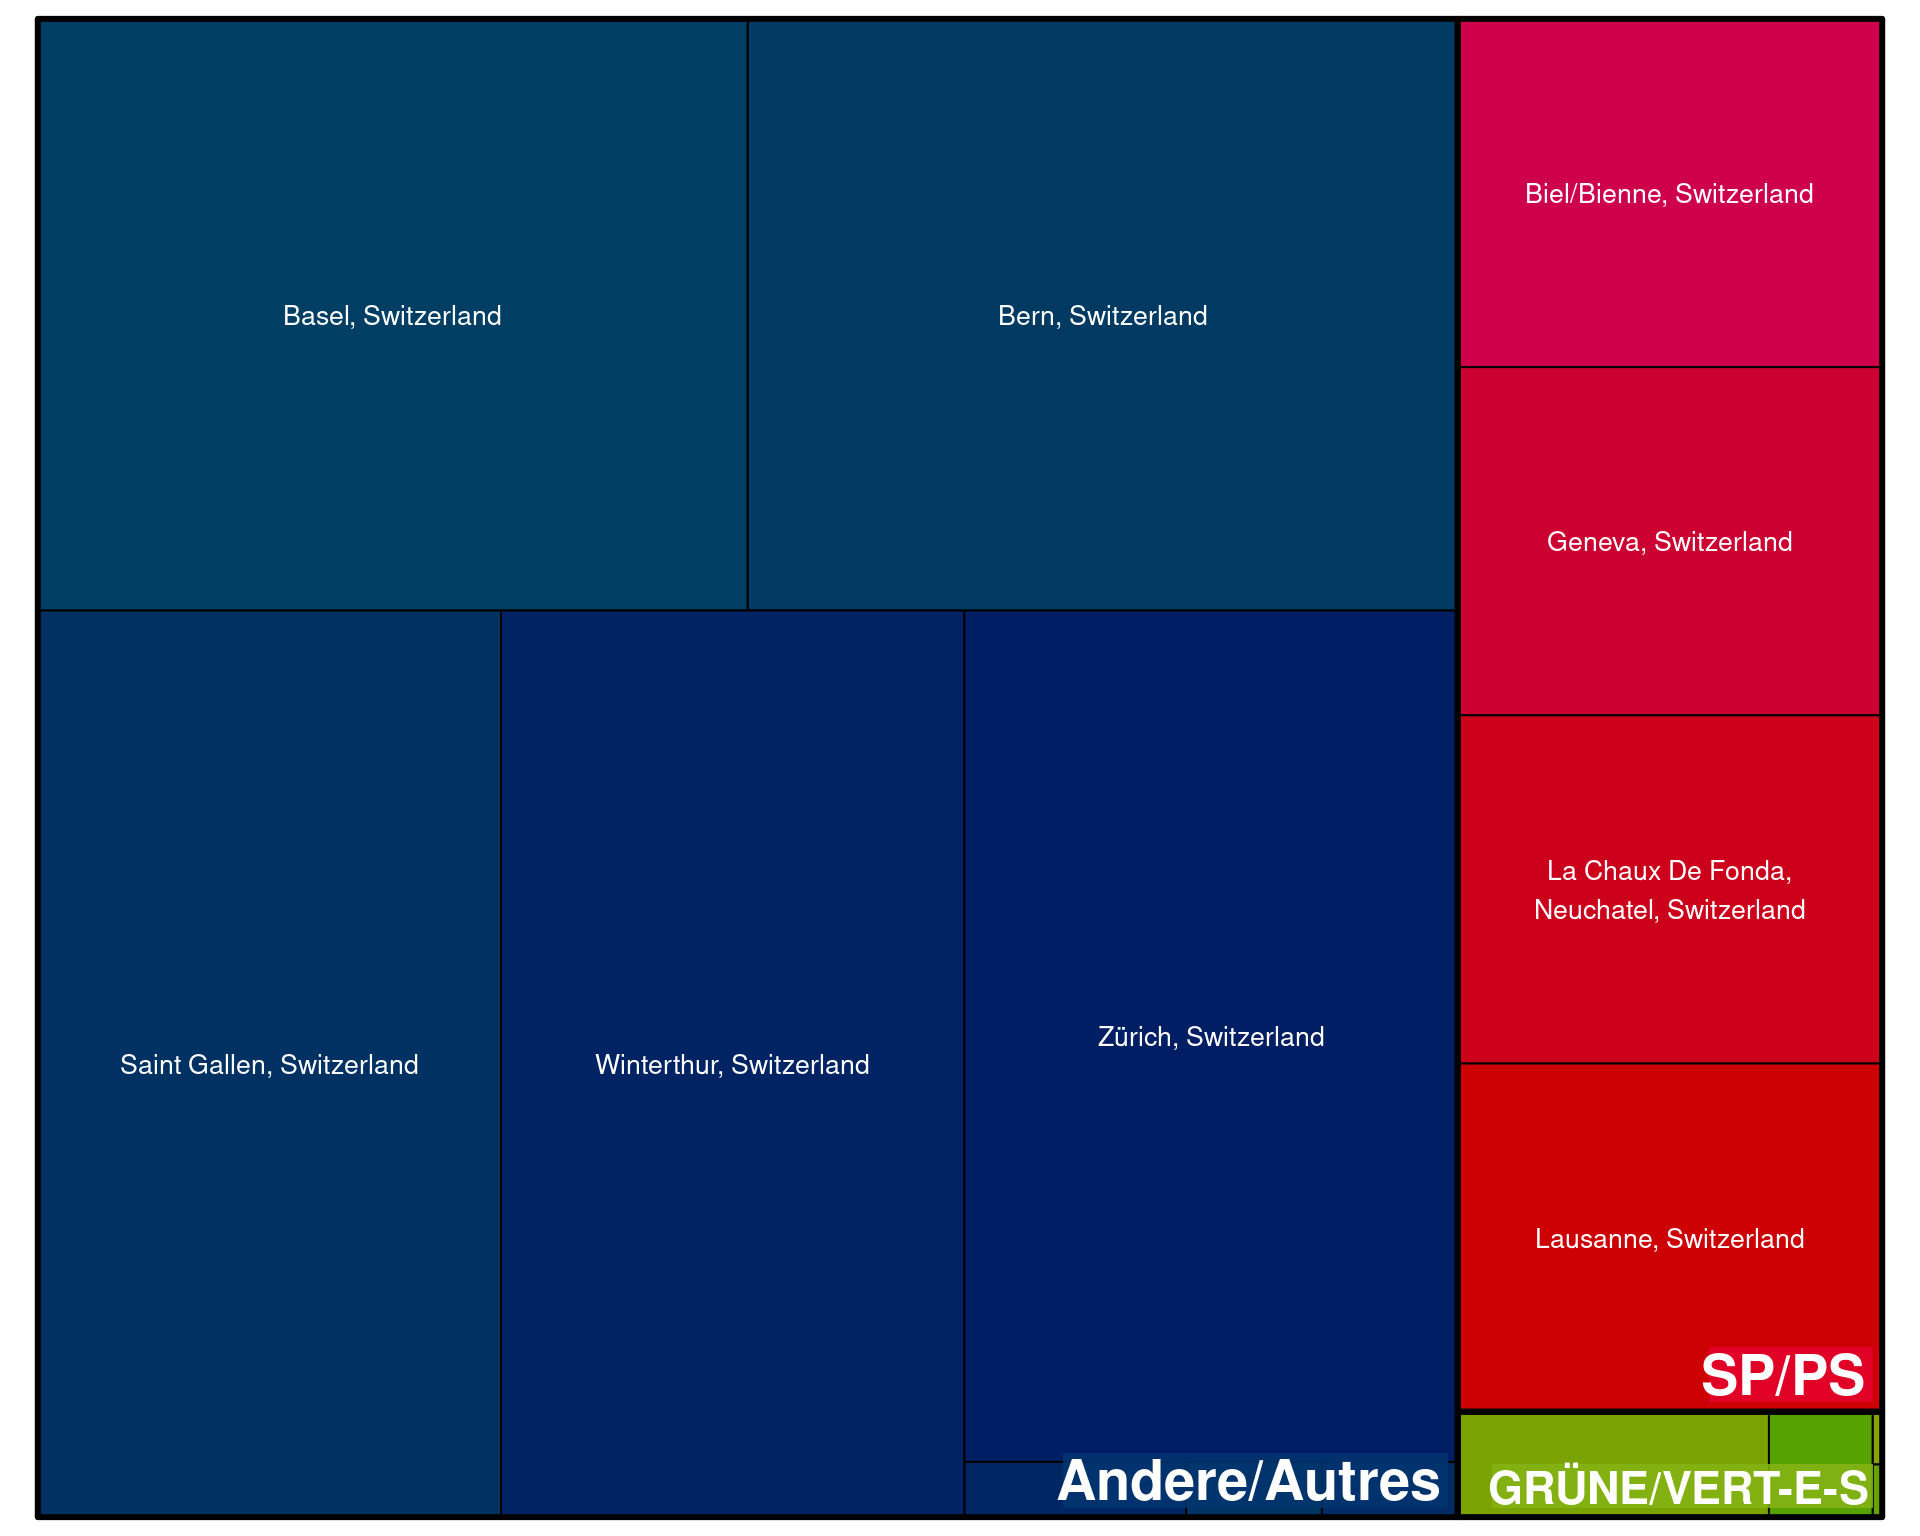 Basel, Switzerland
Bern, Switzerland
Biel/Bienne, Switzerland
Geneva, Switzerland
La Chaux De Fonda,
Neuchatel, Switzerland
Saint Gallen, Switzerland
Winterthur, Switzerland
Zürich, Switzerland
Lausanne, Switzerland
SP/PS
Andere/Autres
GRÜNE/VERT-E-S